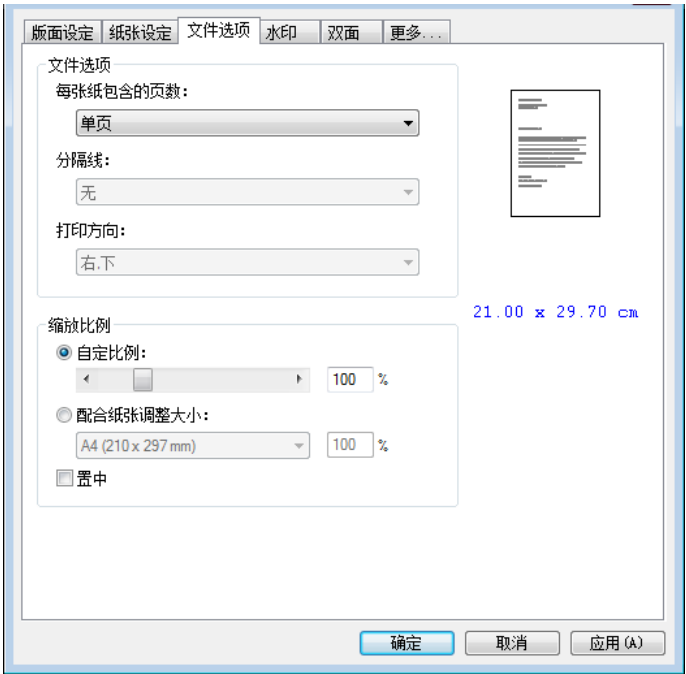 版面设定 纸张设定 文件选项 水印 双面 更多...
文件选项
每张纸包含的页数:
单页
分隔线:
无
打印方向:
右.下
21.00 x 29.70 cm
缩放比例
自定比例:
100 %
配合纸张调整大小:
A4 (210 x 297 mm) 100 %
置中
确定 取消 应用(A)